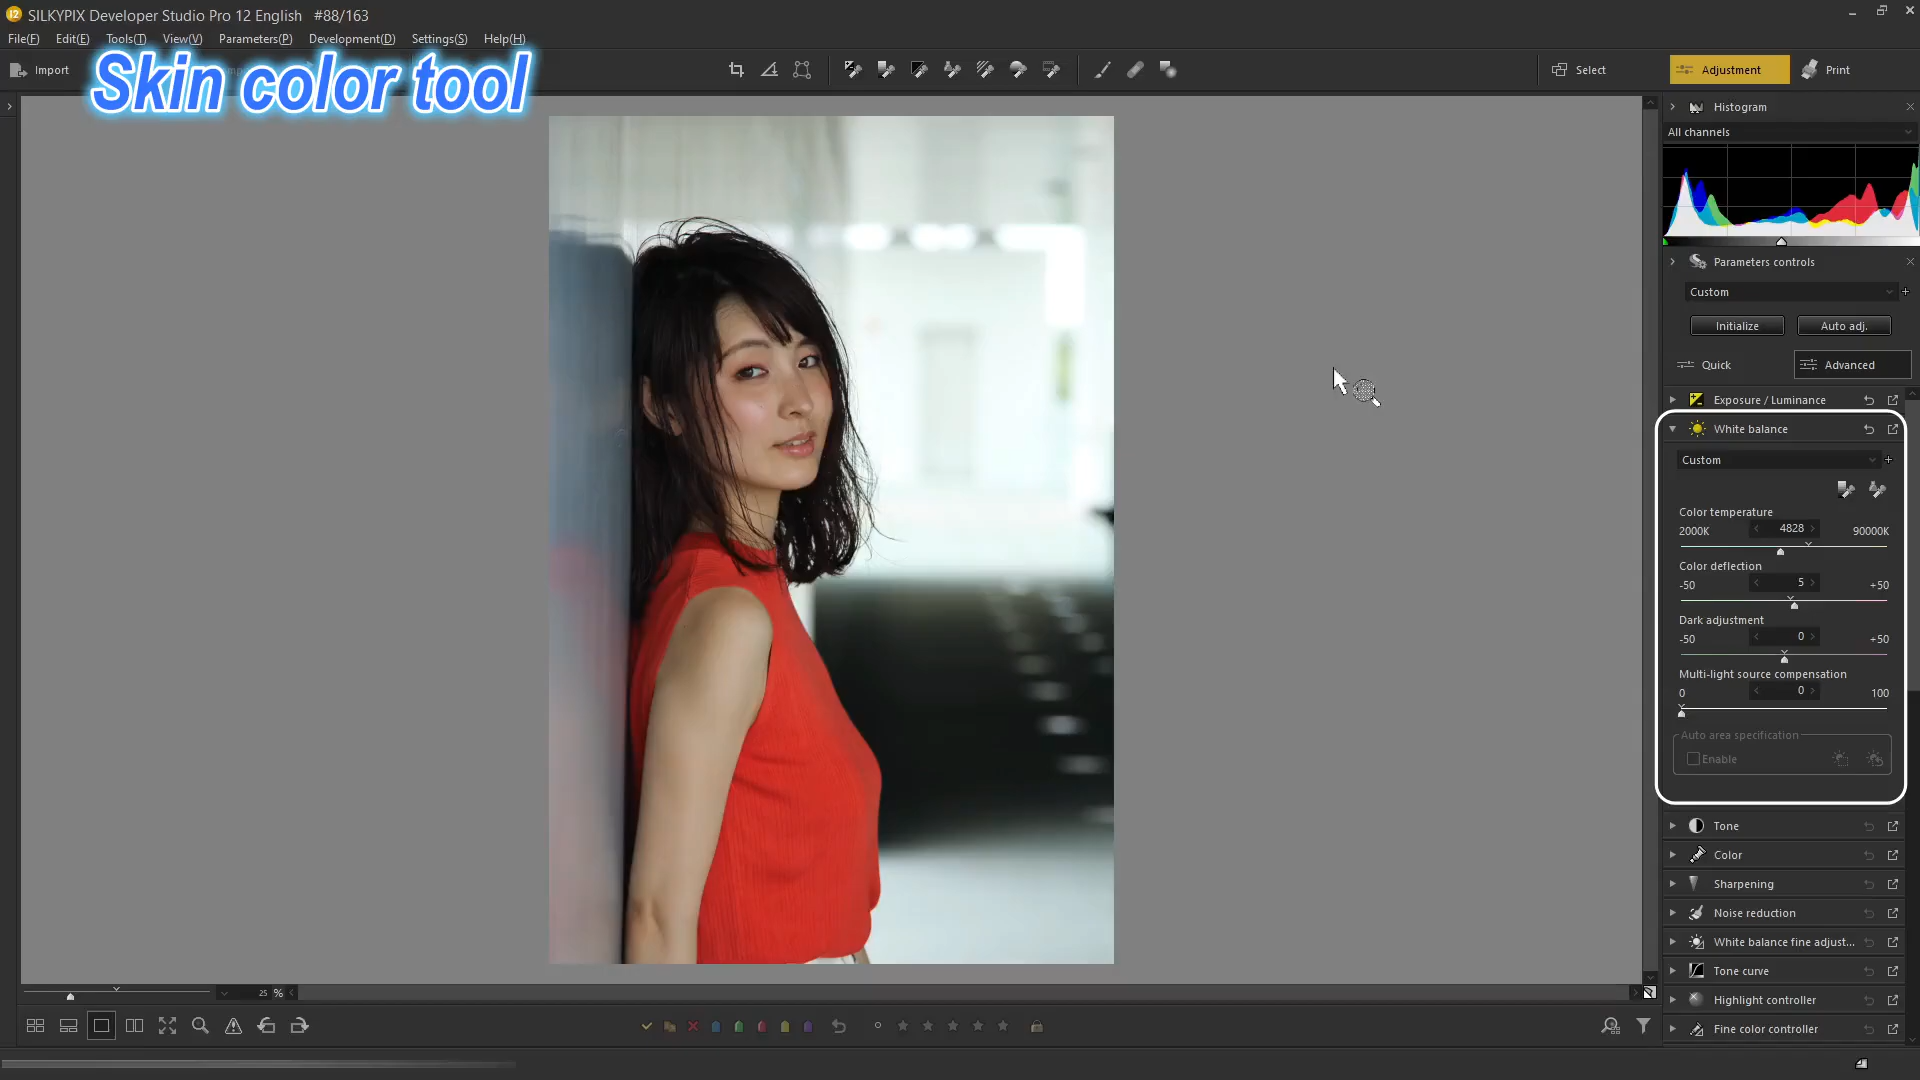 SILKYPIX Developer Studio Pro 12 English #88/163
File(F) Edit(E) Tools(T) View(V) Parameters(P) Development(D) Settings(S) Help(H)
Import
Skin color tool
Select
Adjustment
Print
Histogram
All channels
Parameters controls
Custom
Initialize
Auto adj.
Quick
Advanced
Exposure / Luminance
White balance
Custom
Color temperature
2000K 4828 90000K
Color deflection
-50 5 +50
Dark adjustment
-50 0 +50
Multi-light source compensation
0 0 100
Auto area specification
Enable
Tone
Color
Sharpening
Noise reduction
White balance fine adjust...
Tone curve
Highlight controller
Fine color controller
25 %